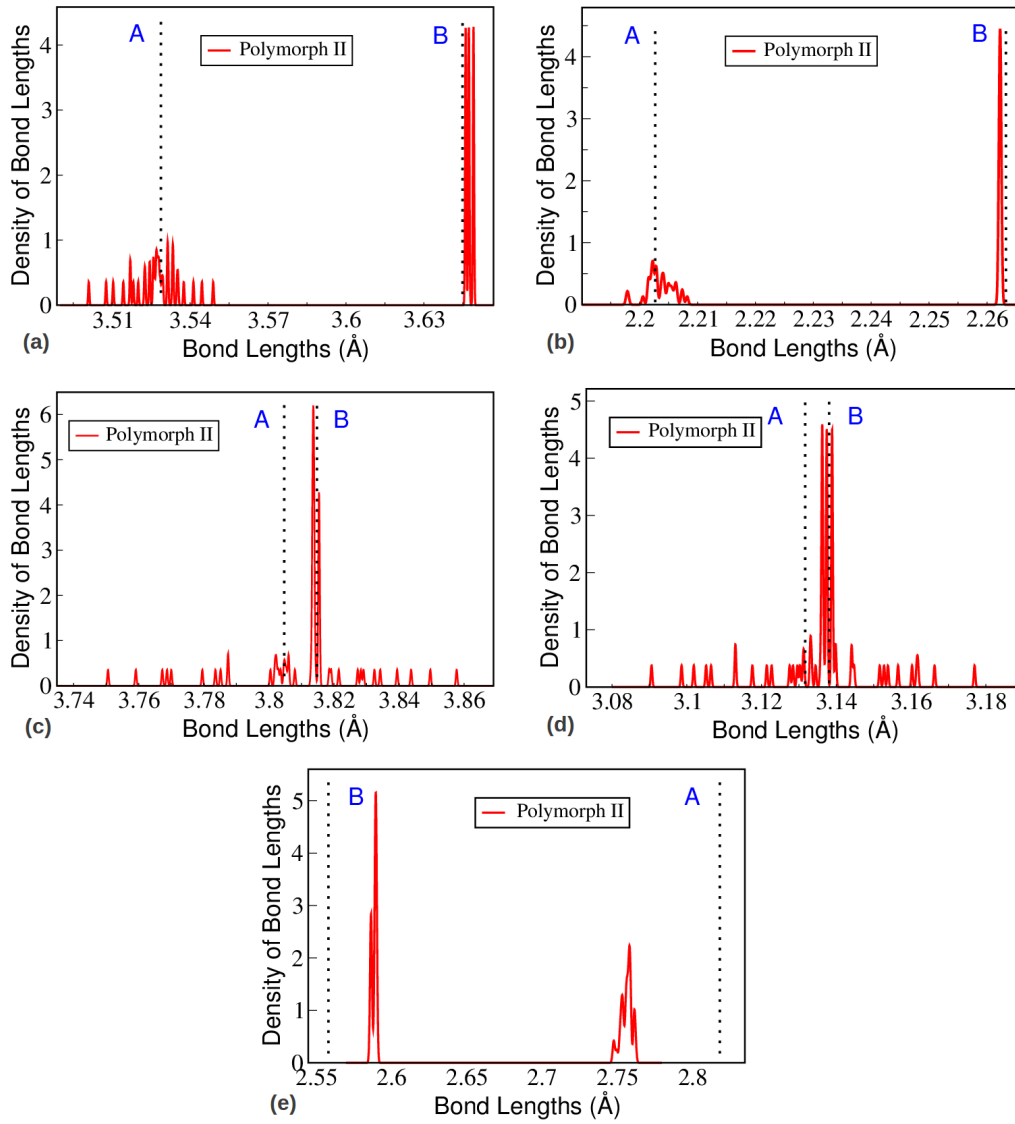 A
B
Polymorph II
4
3
2
1
0
3.51
3.54
3.57
3.6
3.63
Density of Bond Lengths
Bond Lengths (Å)
(a)
A
B
Polymorph II
4
3
2
1
0
2.2
2.21
2.22
2.23
2.24
2.25
2.26
Density of Bond Lengths
Bond Lengths (Å)
(b)
A
B
Polymorph II
6
5
4
3
2
1
0
3.74
3.76
3.78
3.8
3.82
3.84
3.86
Density of Bond Lengths
Bond Lengths (Å)
(c)
A
B
Polymorph II
5
4
3
2
1
0
3.08
3.1
3.12
3.14
3.16
3.18
Density of Bond Lengths
Bond Lengths (Å)
(d)
B
A
Polymorph II
5
4
3
2
1
0
2.55
2.6
2.65
2.7
2.75
2.8
Density of Bond Lengths
Bond Lengths (Å)
(e)